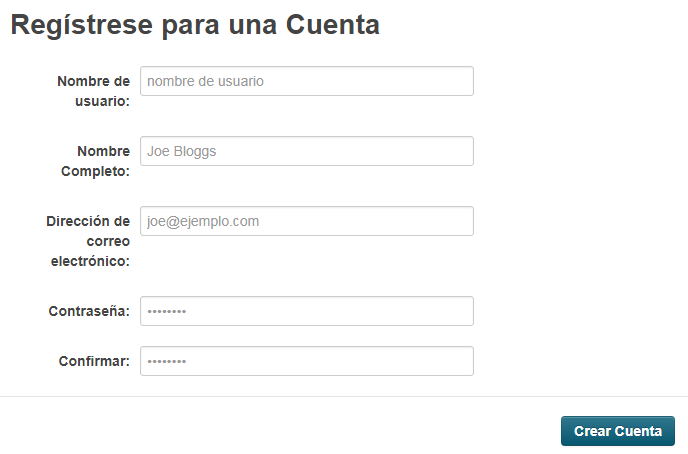 Regístrese para una Cuenta
Nombre de
usuario:
nombre de usuario
Nombre
Completo:
Joe Bloggs
Dirección de
correo
electrónico:
joe@ejemplo.com
Contraseña:
••••••••
Confirmar:
••••••••
Crear Cuenta